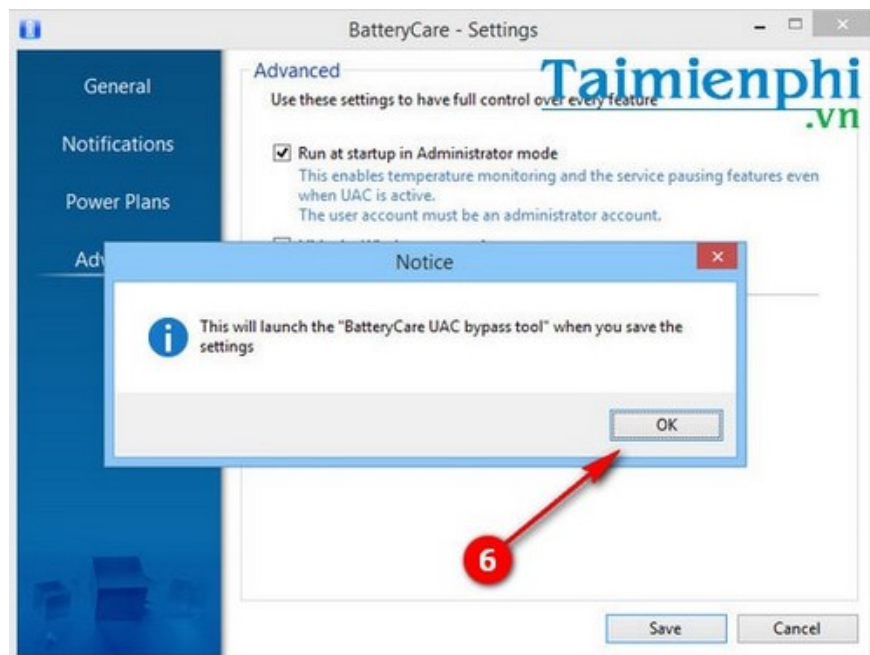 BatteryCare - Settings
General
Notifications
Power Plans
Advanced
Use these settings to have full control over every feature
Taimienphi
.vn
Run at startup in Administrator mode
This enables temperature monitoring and the service pausing features even
when UAC is active.
The user account must be an administrator account.
Adv
Notice
This will launch the "BatteryCare UAC bypass tool" when you save the
settings
OK
6
Save
Cancel